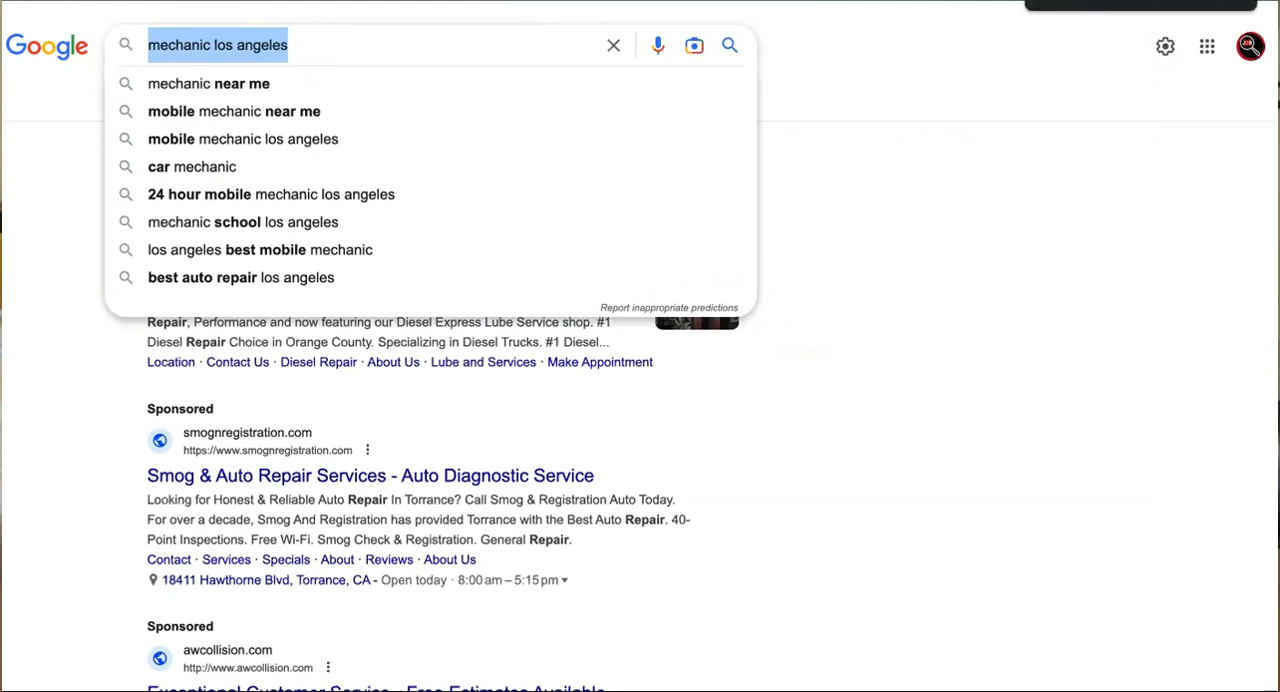 Google
mechanic los angeles
mechanic near me
mobile mechanic near me
mobile mechanic los angeles
car mechanic
24 hour mobile mechanic los angeles
mechanic school los angeles
los angeles best mobile mechanic
best auto repair los angeles
Report inappropriate predictions
Repair, Performance and now featuring our Diesel Express Lube Service shop. #1
Diesel Repair Choice in Orange County. Specializing in Diesel Trucks. #1 Diesel...
Location · Contact Us · Diesel Repair · About Us · Lube and Services · Make Appointment
Sponsored
smognregistration.com
https://www.smognregistration.com
Smog & Auto Repair Services - Auto Diagnostic Service
Looking for Honest & Reliable Auto Repair In Torrance? Call Smog & Registration Auto Today.
For over a decade, Smog And Registration has provided Torrance with the Best Auto Repair. 40-
Point Inspections. Free Wi-Fi. Smog Check & Registration. General Repair.
Contact · Services · Specials · About · Reviews · About Us
18411 Hawthorne Blvd, Torrance, CA - Open today · 8:00 am – 5:15 pm
Sponsored
awcollision.com
http://www.awcollision.com
Exceptional Customer Service - Free Estimates Available